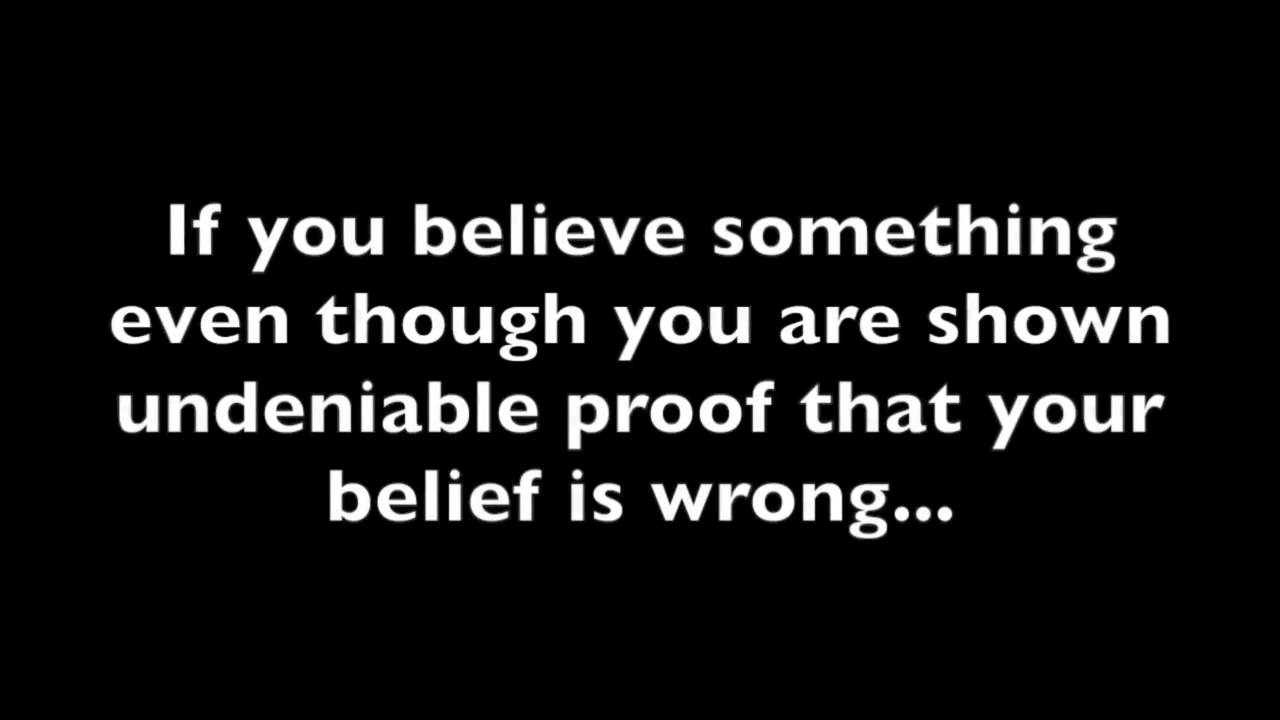 If you believe something
even though you are shown
undeniable proof that your
belief is wrong...